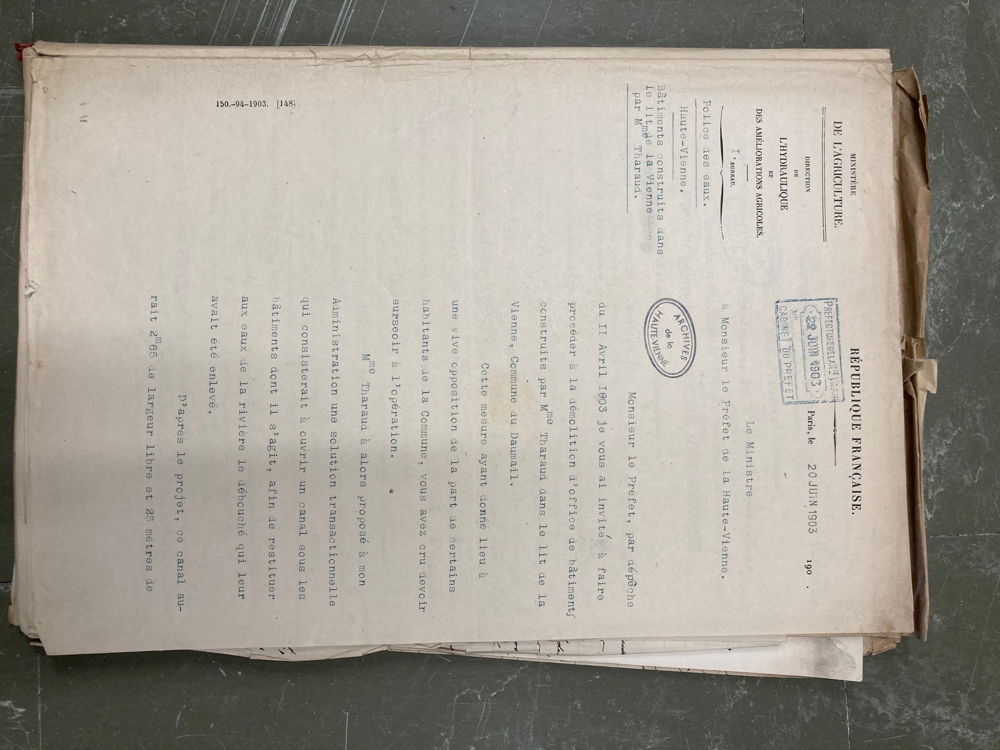 MINISTÈRE
DE L'AGRICULTURE.
DIRECTION
DE
L'HYDRAULIQUE
ET
DES AMÉLIORATIONS AGRICOLES.
I° BUREAU.
Police des eaux.
Haute-Vienne.
Bâtiments construits dans
le lit de la Vienne
par Mme Tharaud.
150.-94-1903. [148]
RÉPUBLIQUE FRANÇAISE.
PREFECTURE DE LA HTE VIENNE
22 JUIN 1903
No
CABINET DU PREFET
Paris, le 20 JUIN 1903 190 .
Le Ministre
à Monsieur le Préfet de la Haute-Vienne.
ARCHIVES
de la
HAUTE-VIENNE
Monsieur le Préfet, par dépêche
du II Avril I903 je vous ai invité à faire
procéder à la démolition d'office de bâtiments
construits par Mme Tharaud dans le lit de la
Vienne, Commune du Daumail.
Cette mesure ayant donné lieu à
une vive opposition de la part de certains
habitants de la Commune, vous avez cru devoir
surseoir à l'opération.
Mme Tharaud à alors proposé à mon
Administration une solution transactionnelle
qui consisterait à ouvrir un canal sous les
bâtiments dont il s'agit, afin de restituer
aux eaux de la rivière le débouché qui leur
avait été enlevé.
D'après le projet, ce canal au-
rait 2m65 de largeur libre et 25 mètres de